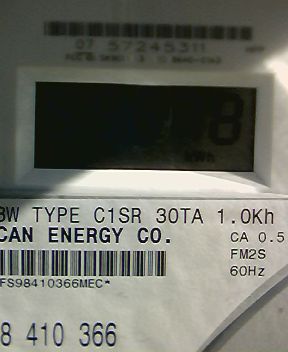 07 57245311
8
kWh
3W TYPE C1SR 30TA 1.0Kh
CAN ENERGY CO.
CA 0.5
FM2S
60Hz
FS98410366MEC*
8 410 366